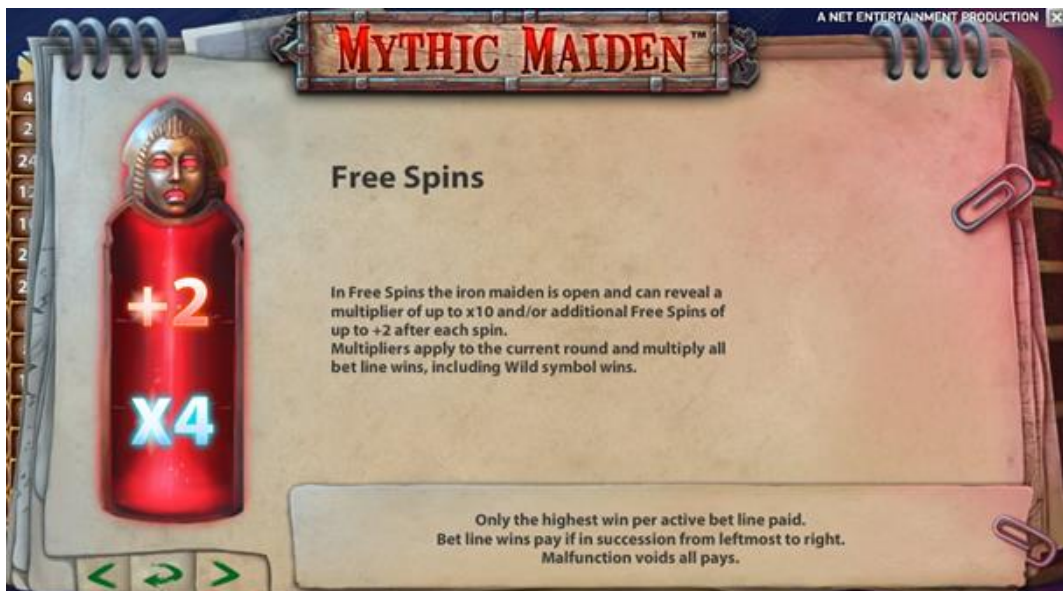 A NET ENTERTAINMENT PRODUCTION
MYTHIC MAIDEN™
Free Spins
+2
X4
In Free Spins the iron maiden is open and can reveal a
multiplier of up to x10 and/or additional Free Spins of
up to +2 after each spin.
Multipliers apply to the current round and multiply all
bet line wins, including Wild symbol wins.
Only the highest win per active bet line paid.
Bet line wins pay if in succession from leftmost to right.
Malfunction voids all pays.
4
2
24